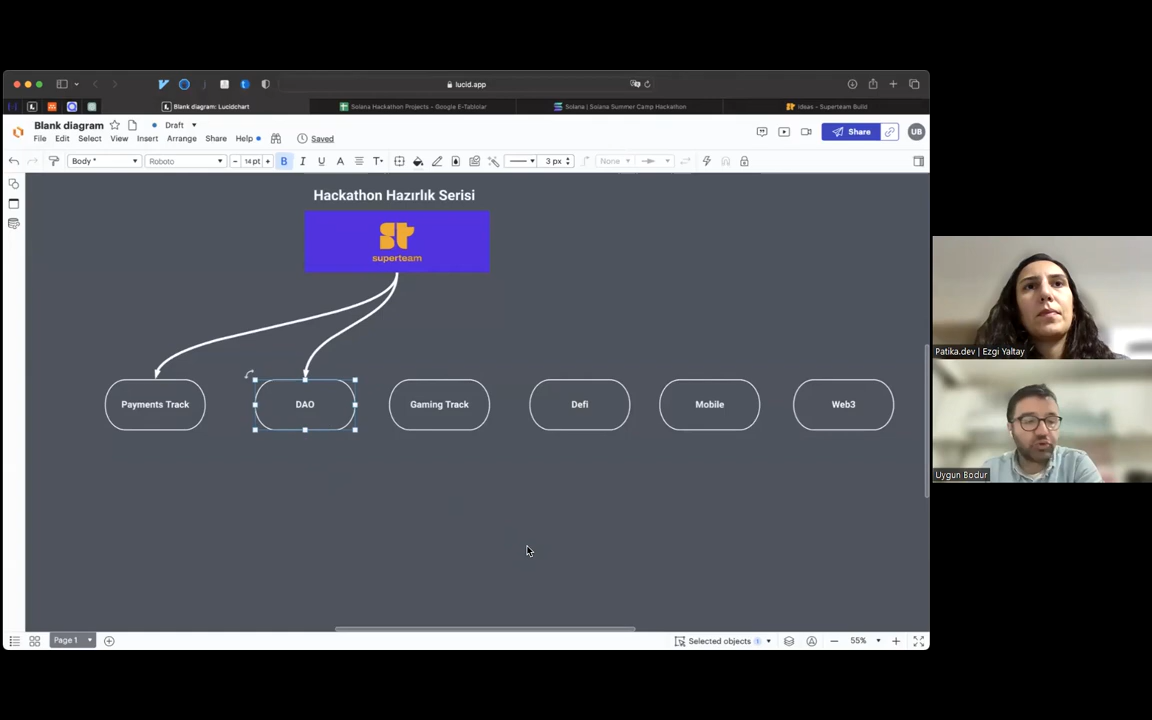 lucid.app
Blank diagram: Lucidchart
Solana Hackathon Projects - Google E-Tablolar
Solana | Solana Summer Camp Hackathon
Ideas - Superteam Build
Blank diagram
Draft
File Edit Select View Insert Arrange Share Help
Saved
Share
UB
Body *
Roboto
14 pt
B I U A T
3 px
None
Hackathon Hazırlık Serisi
st
superteam
Payments Track
DAO
Gaming Track
Defi
Mobile
Web3
Patika.dev | Ezgi Yaltay
Uygun Bodur
Page 1
Selected objects 1
55%